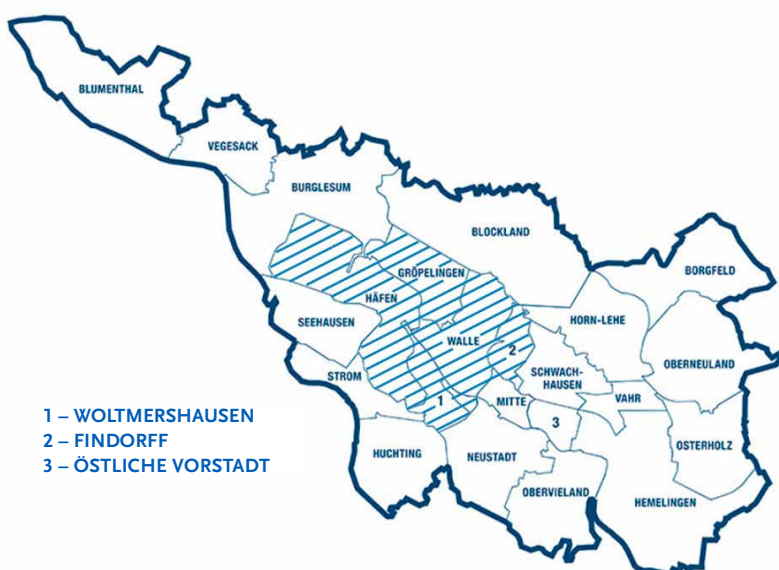 BLUMENTHAL
VEGESACK
BURGLESUM
BLOCKLAND
BORGFELD
GRÖPELINGEN
HÄFEN
SEEHAUSEN
HORN-LEHE
WALLE
2
OBERNEULAND
STROM
SCHWACH-
HAUSEN
1
MITTE
VAHR
3
1 – WOLTMERSHAUSEN
2 – FINDORFF
3 – ÖSTLICHE VORSTADT
HUCHTING
NEUSTADT
OSTERHOLZ
OBERVIELAND
HEMELINGEN